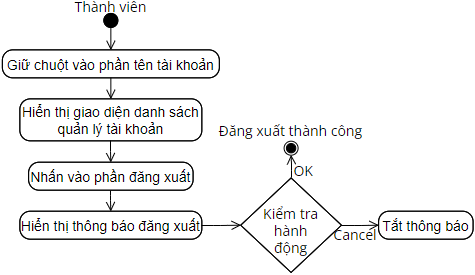 Thành viên
Giữ chuột vào phần tên tài khoản
Hiển thị giao diện danh sách
quản lý tài khoản
Nhấn vào phần đăng xuất
Hiển thị thông báo đăng xuất
Đăng xuất thành công
OK
Kiểm tra
hành
động
Cancel
Tắt thông báo